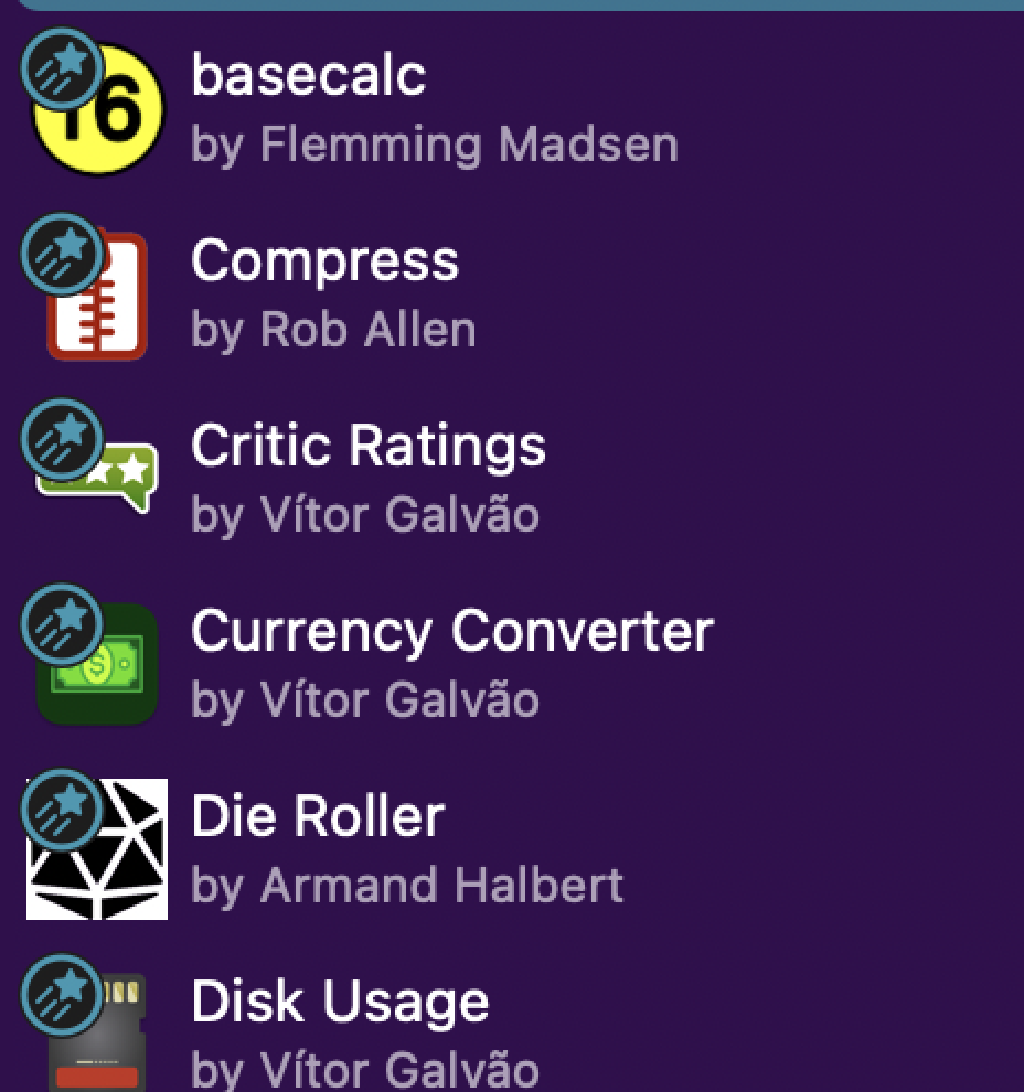 16
basecalc
by Flemming Madsen
Compress
by Rob Allen
Critic Ratings
by Vítor Galvão
$
Currency Converter
by Vítor Galvão
Die Roller
by Armand Halbert
Disk Usage
by Vítor Galvão